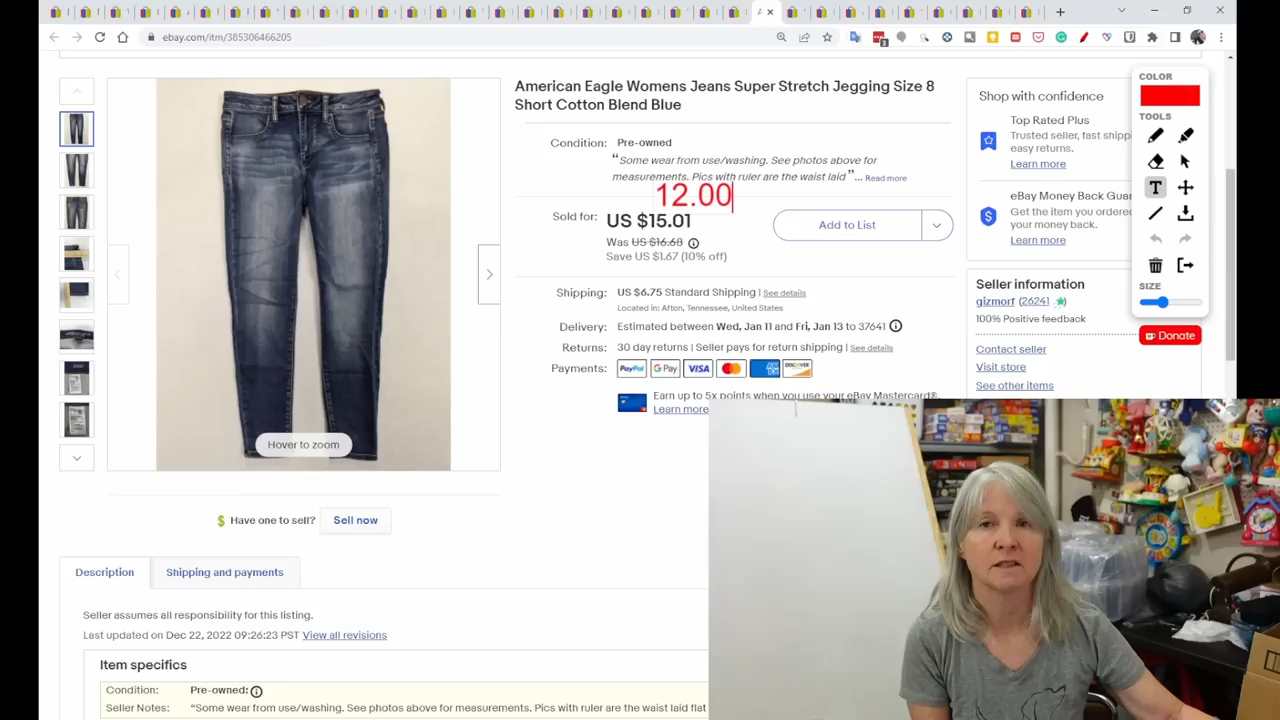 ebay.com/itm/385306466205
American Eagle Womens Jeans Super Stretch Jegging Size 8
Short Cotton Blend Blue
Condition: Pre-owned
“Some wear from use/washing. See photos above for
measurements. Pics with ruler are the waist laid ”... Read more
12.00
Sold for: US $15.01
Was US $16.68
Save US $1.67 (10% off)
Add to List
Shipping: US $6.75 Standard Shipping | See details
Located in: Afton, Tennessee, United States
Delivery: Estimated between Wed, Jan 11 and Fri, Jan 13 to 37641
Returns: 30 day returns | Seller pays for return shipping | See details
Payments: PayPal G Pay VISA DISCOVER
Earn up to 5x points when you use your eBay Mastercard®.
Learn more
Hover to zoom
Have one to sell? Sell now
Shop with confidence
Top Rated Plus
Trusted seller, fast shipp
easy returns.
Learn more
eBay Money Back Guar
Get the item you ordere
your money back.
Learn more
Seller information
gizmorf (26241)
100% Positive feedback
Contact seller
Visit store
See other items
COLOR
TOOLS
T
SIZE
Donate
Description
Shipping and payments
Seller assumes all responsibility for this listing.
Last updated on Dec 22, 2022 09:26:23 PST View all revisions
Item specifics
Condition: Pre-owned:
Seller Notes: “Some wear from use/washing. See photos above for measurements. Pics with ruler are the waist laid flat